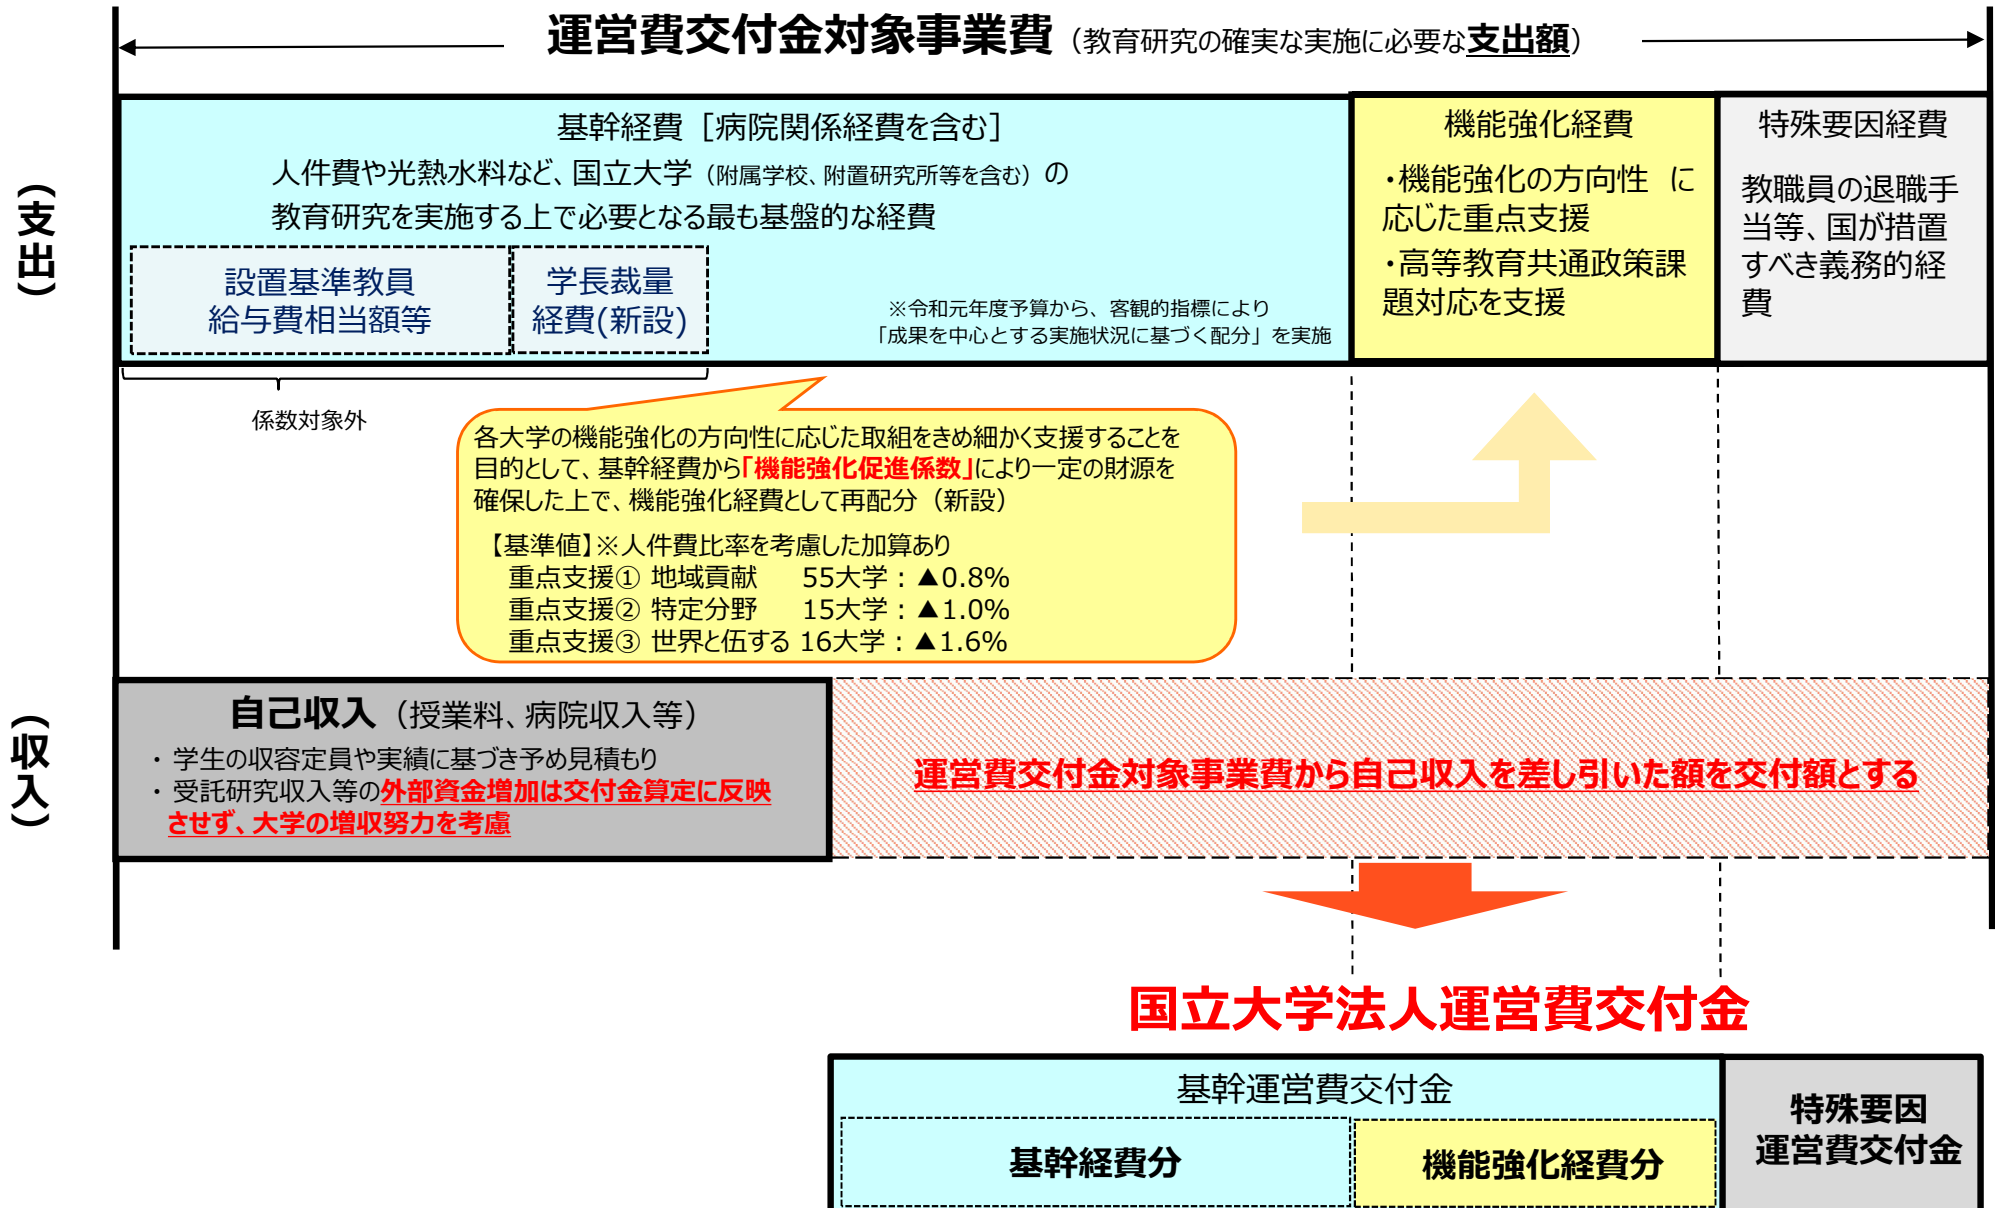 運営費交付金対象事業費（教育研究の確実な実施に必要な支出額）
（支出）
基幹経費［病院関係経費を含む］
人件費や光熱水料など、国立大学（附属学校、附置研究所等を含む）の
教育研究を実施する上で必要となる最も基盤的な経費
設置基準教員
給与費相当額等
学長裁量
経費(新設)
※令和元年度予算から、客観的指標により
「成果を中心とする実施状況に基づく配分」を実施
機能強化経費
・機能強化の方向性 に
応じた重点支援
・高等教育共通政策課
題対応を支援
特殊要因経費
教職員の退職手
当等、国が措置
すべき義務的経
費
係数対象外
各大学の機能強化の方向性に応じた取組をきめ細かく支援することを
目的として、基幹経費から「機能強化促進係数」により一定の財源を
確保した上で、機能強化経費として再配分（新設）
【基準値】※人件費比率を考慮した加算あり
重点支援① 地域貢献 55大学：▲0.8%
重点支援② 特定分野 15大学：▲1.0%
重点支援③ 世界と伍する 16大学：▲1.6%
（収入）
自己収入（授業料、病院収入等）
・ 学生の収容定員や実績に基づき予め見積もり
・ 受託研究収入等の外部資金増加は交付金算定に反映
させず、大学の増収努力を考慮
運営費交付金対象事業費から自己収入を差し引いた額を交付額とする
国立大学法人運営費交付金
基幹運営費交付金
基幹経費分
機能強化経費分
特殊要因
運営費交付金